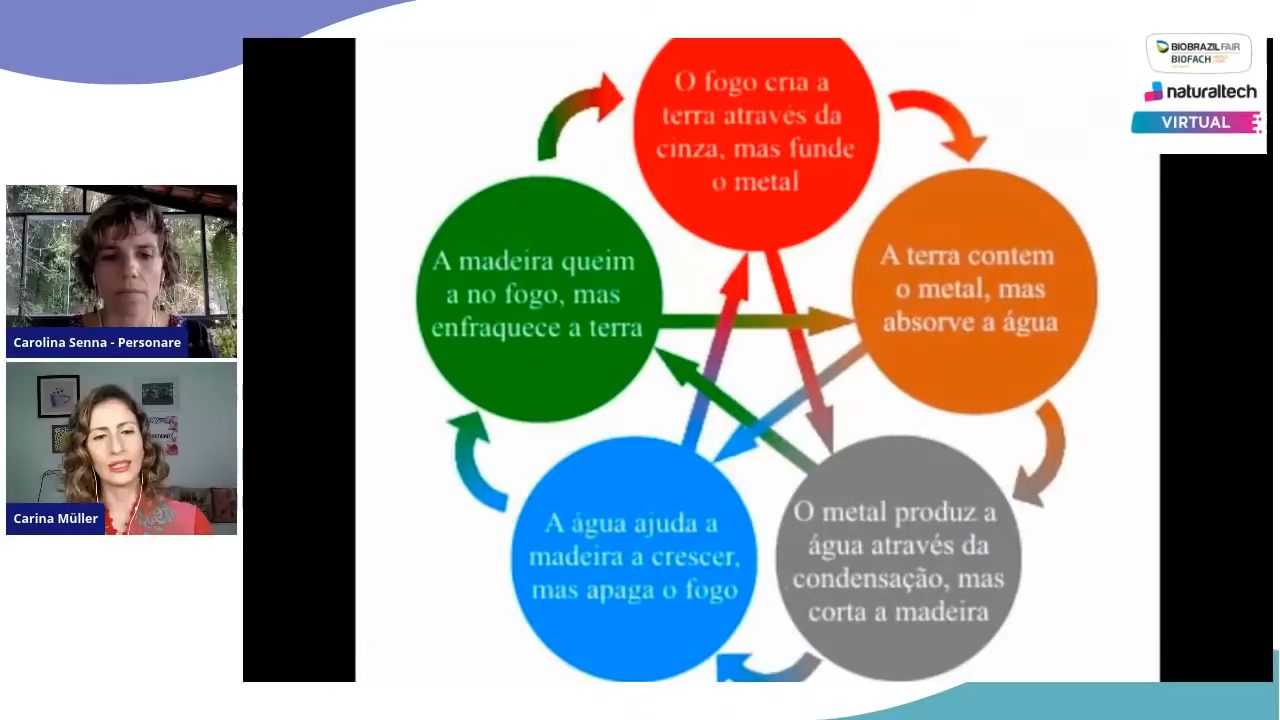 O fogo cria a
terra através da
cinza, mas funde
o metal
A madeira queim
a no fogo, mas
enfraquece a terra
A terra contem
o metal, mas
absorve a água
A água ajuda a
madeira a crescer,
mas apaga o fogo
O metal produz a
água através da
condensação, mas
corta a madeira
Carolina Senna - Personare
Carina Müller
BIOBRAZILFAIR
BIOFACH
naturaltech
VIRTUAL